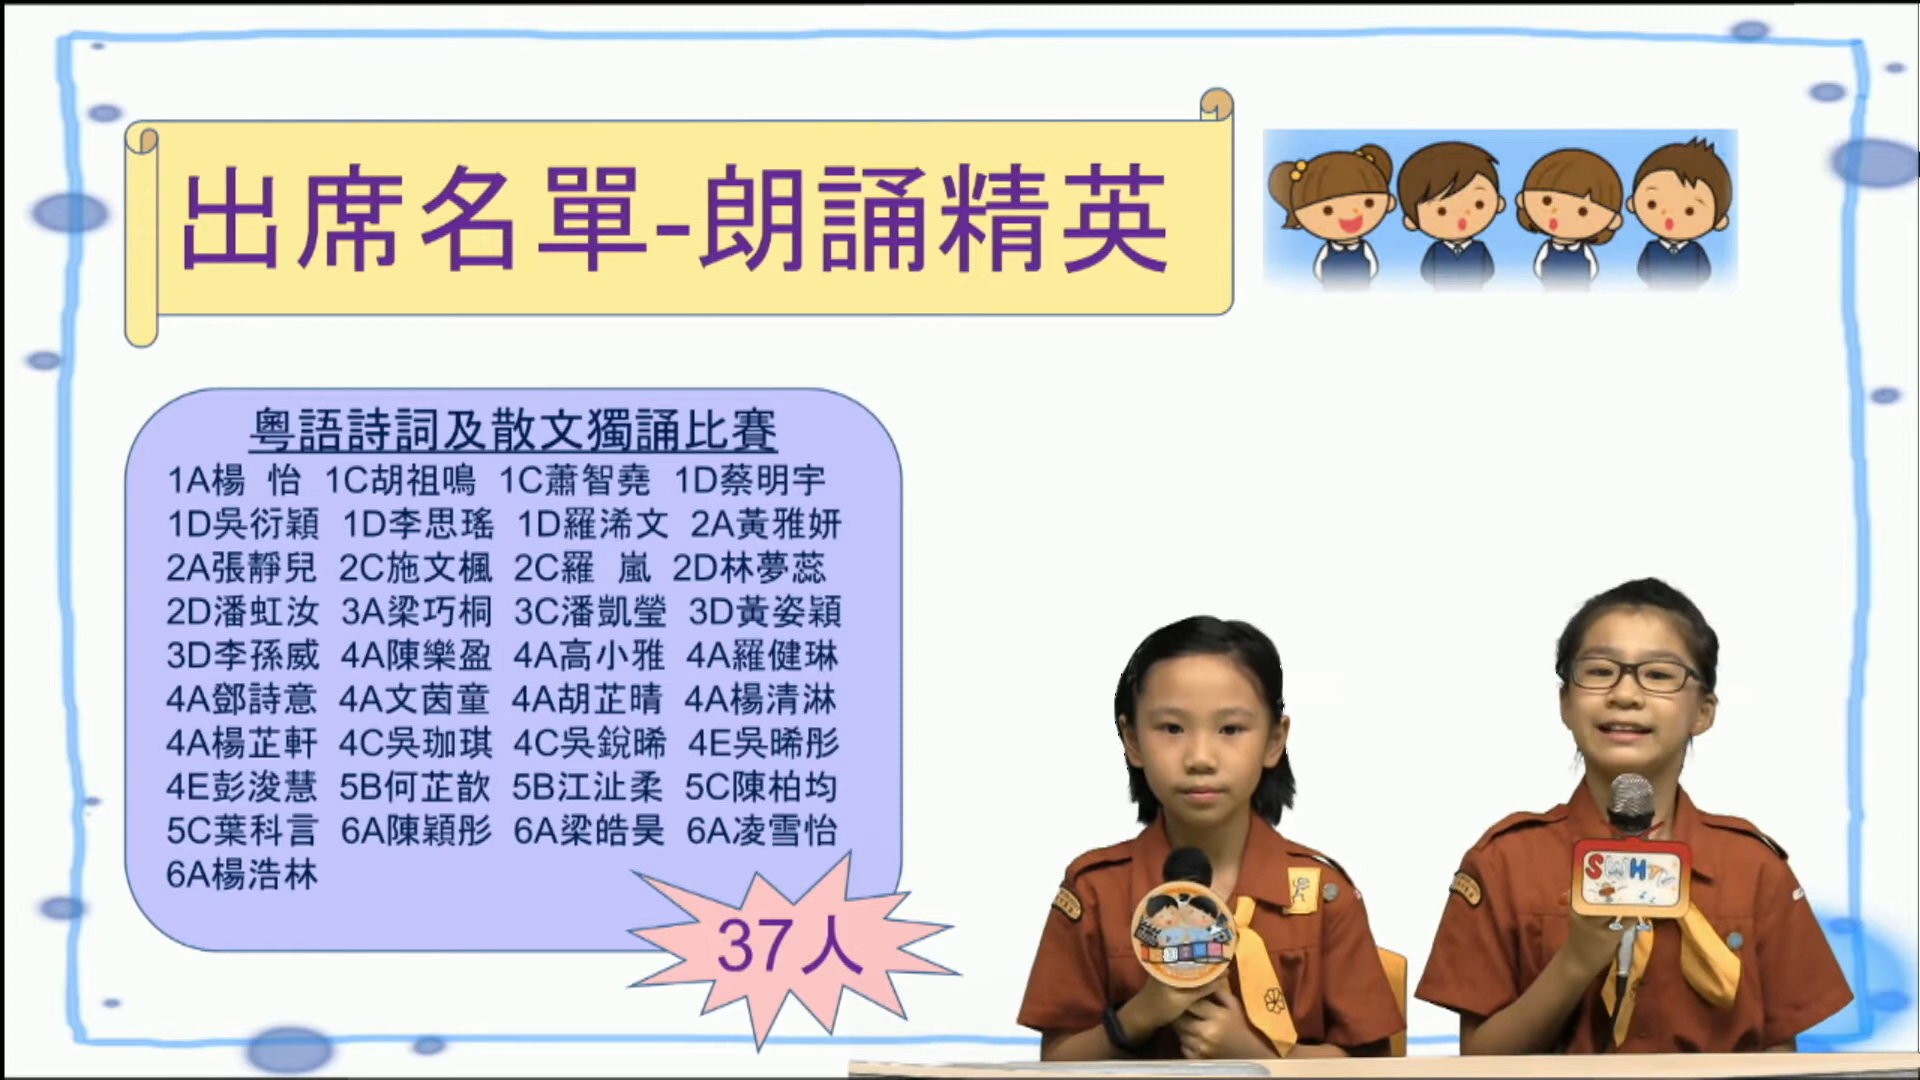 出席名單-朗誦精英
粵語詩詞及散文獨誦比賽
1A楊 怡 1C胡祖鳴 1C蕭智堯 1D蔡明宇
1D吳衍穎 1D李思瑤 1D羅浠文 2A黃雅妍
2A張靜兒 2C施文楓 2C羅 嵐 2D林夢蕊
2D潘虹汝 3A梁巧桐 3C潘凱瑩 3D黃姿穎
3D李孫威 4A陳樂盈 4A高小雅 4A羅健琳
4A鄧詩意 4A文茵童 4A胡芷晴 4A楊清淋
4A楊芷軒 4C吳珈琪 4C吳銳晞 4E吳晞彤
4E彭浚慧 5B何芷歆 5B江沚柔 5C陳柏均
5C葉科言 6A陳穎彤 6A梁皓昊 6A凌雪怡
6A楊浩林
37人
SWHTV